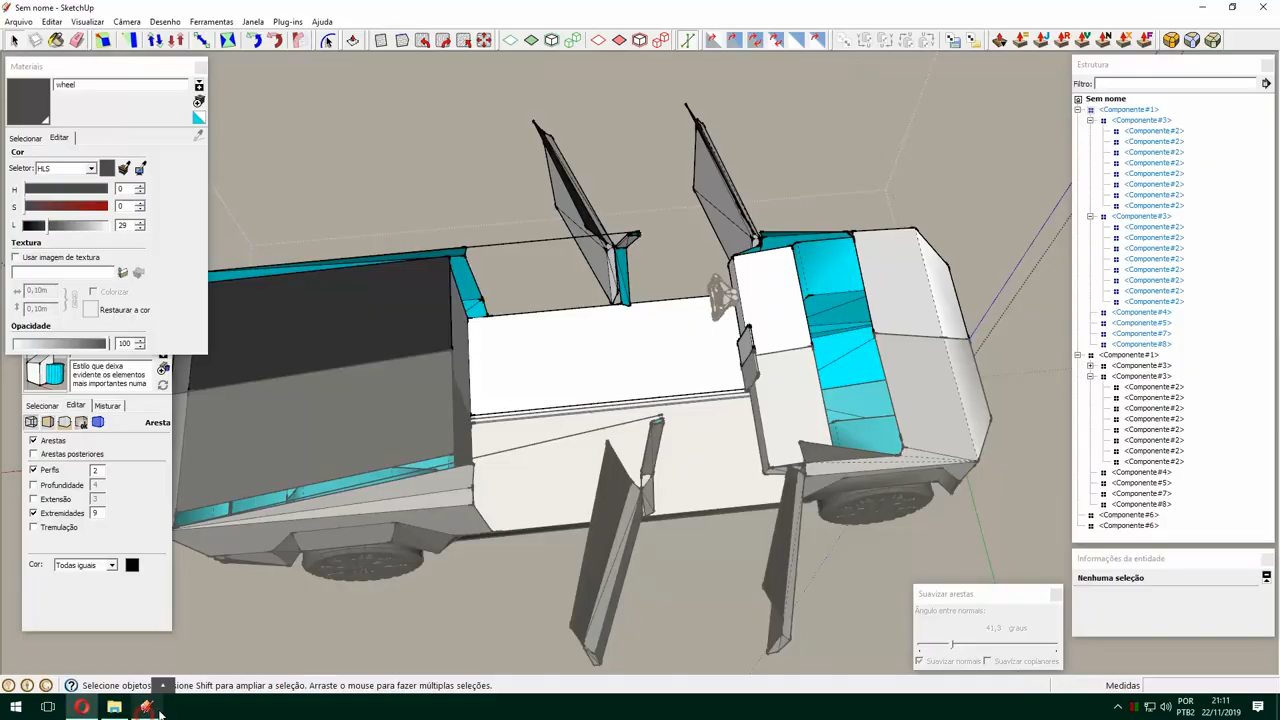 Sem nome - SketchUp
Arquivo Editar Visualizar Câmera Desenho Ferramentas Janela Plug-ins Ajuda
Materiais
wheel
Selecionar Editar
Cor
Seletor: HLS
H 0
S 0
L 29
Textura
Usar imagem de textura
0,10m
Colorizar
0,10m
Restaurar a cor
Opacidade
100
Estilo que deixa
evidente os elementos
mais importantes numa
Selecionar Editar Misturar
Aresta
Arestas
Arestas posteriores
Perfis 2
Profundidade 4
Extensão 3
Extremidades 9
Tremulação
Cor: Todas iguais
Estrutura
Filtro:
Sem nome
<Componente#1>
<Componente#3>
<Componente#2>
<Componente#2>
<Componente#2>
<Componente#2>
<Componente#2>
<Componente#2>
<Componente#2>
<Componente#2>
<Componente#3>
<Componente#2>
<Componente#2>
<Componente#2>
<Componente#2>
<Componente#2>
<Componente#2>
<Componente#2>
<Componente#2>
<Componente#4>
<Componente#5>
<Componente#7>
<Componente#8>
<Componente#1>
<Componente#3>
<Componente#3>
<Componente#2>
<Componente#2>
<Componente#2>
<Componente#2>
<Componente#2>
<Componente#2>
<Componente#2>
<Componente#2>
<Componente#4>
<Componente#5>
<Componente#7>
<Componente#8>
<Componente#6>
<Componente#6>
Informações da entidade
Nenhuma seleção
Suavizar arestas
Ângulo entre normais:
41,3 graus
Suavizar normais Suavizar coplanares
Selecione objetos sione Shift para ampliar a seleção. Arraste o mouse para fazer múltiplas seleções.
Medidas
POR
PTB2
21:11
22/11/2019